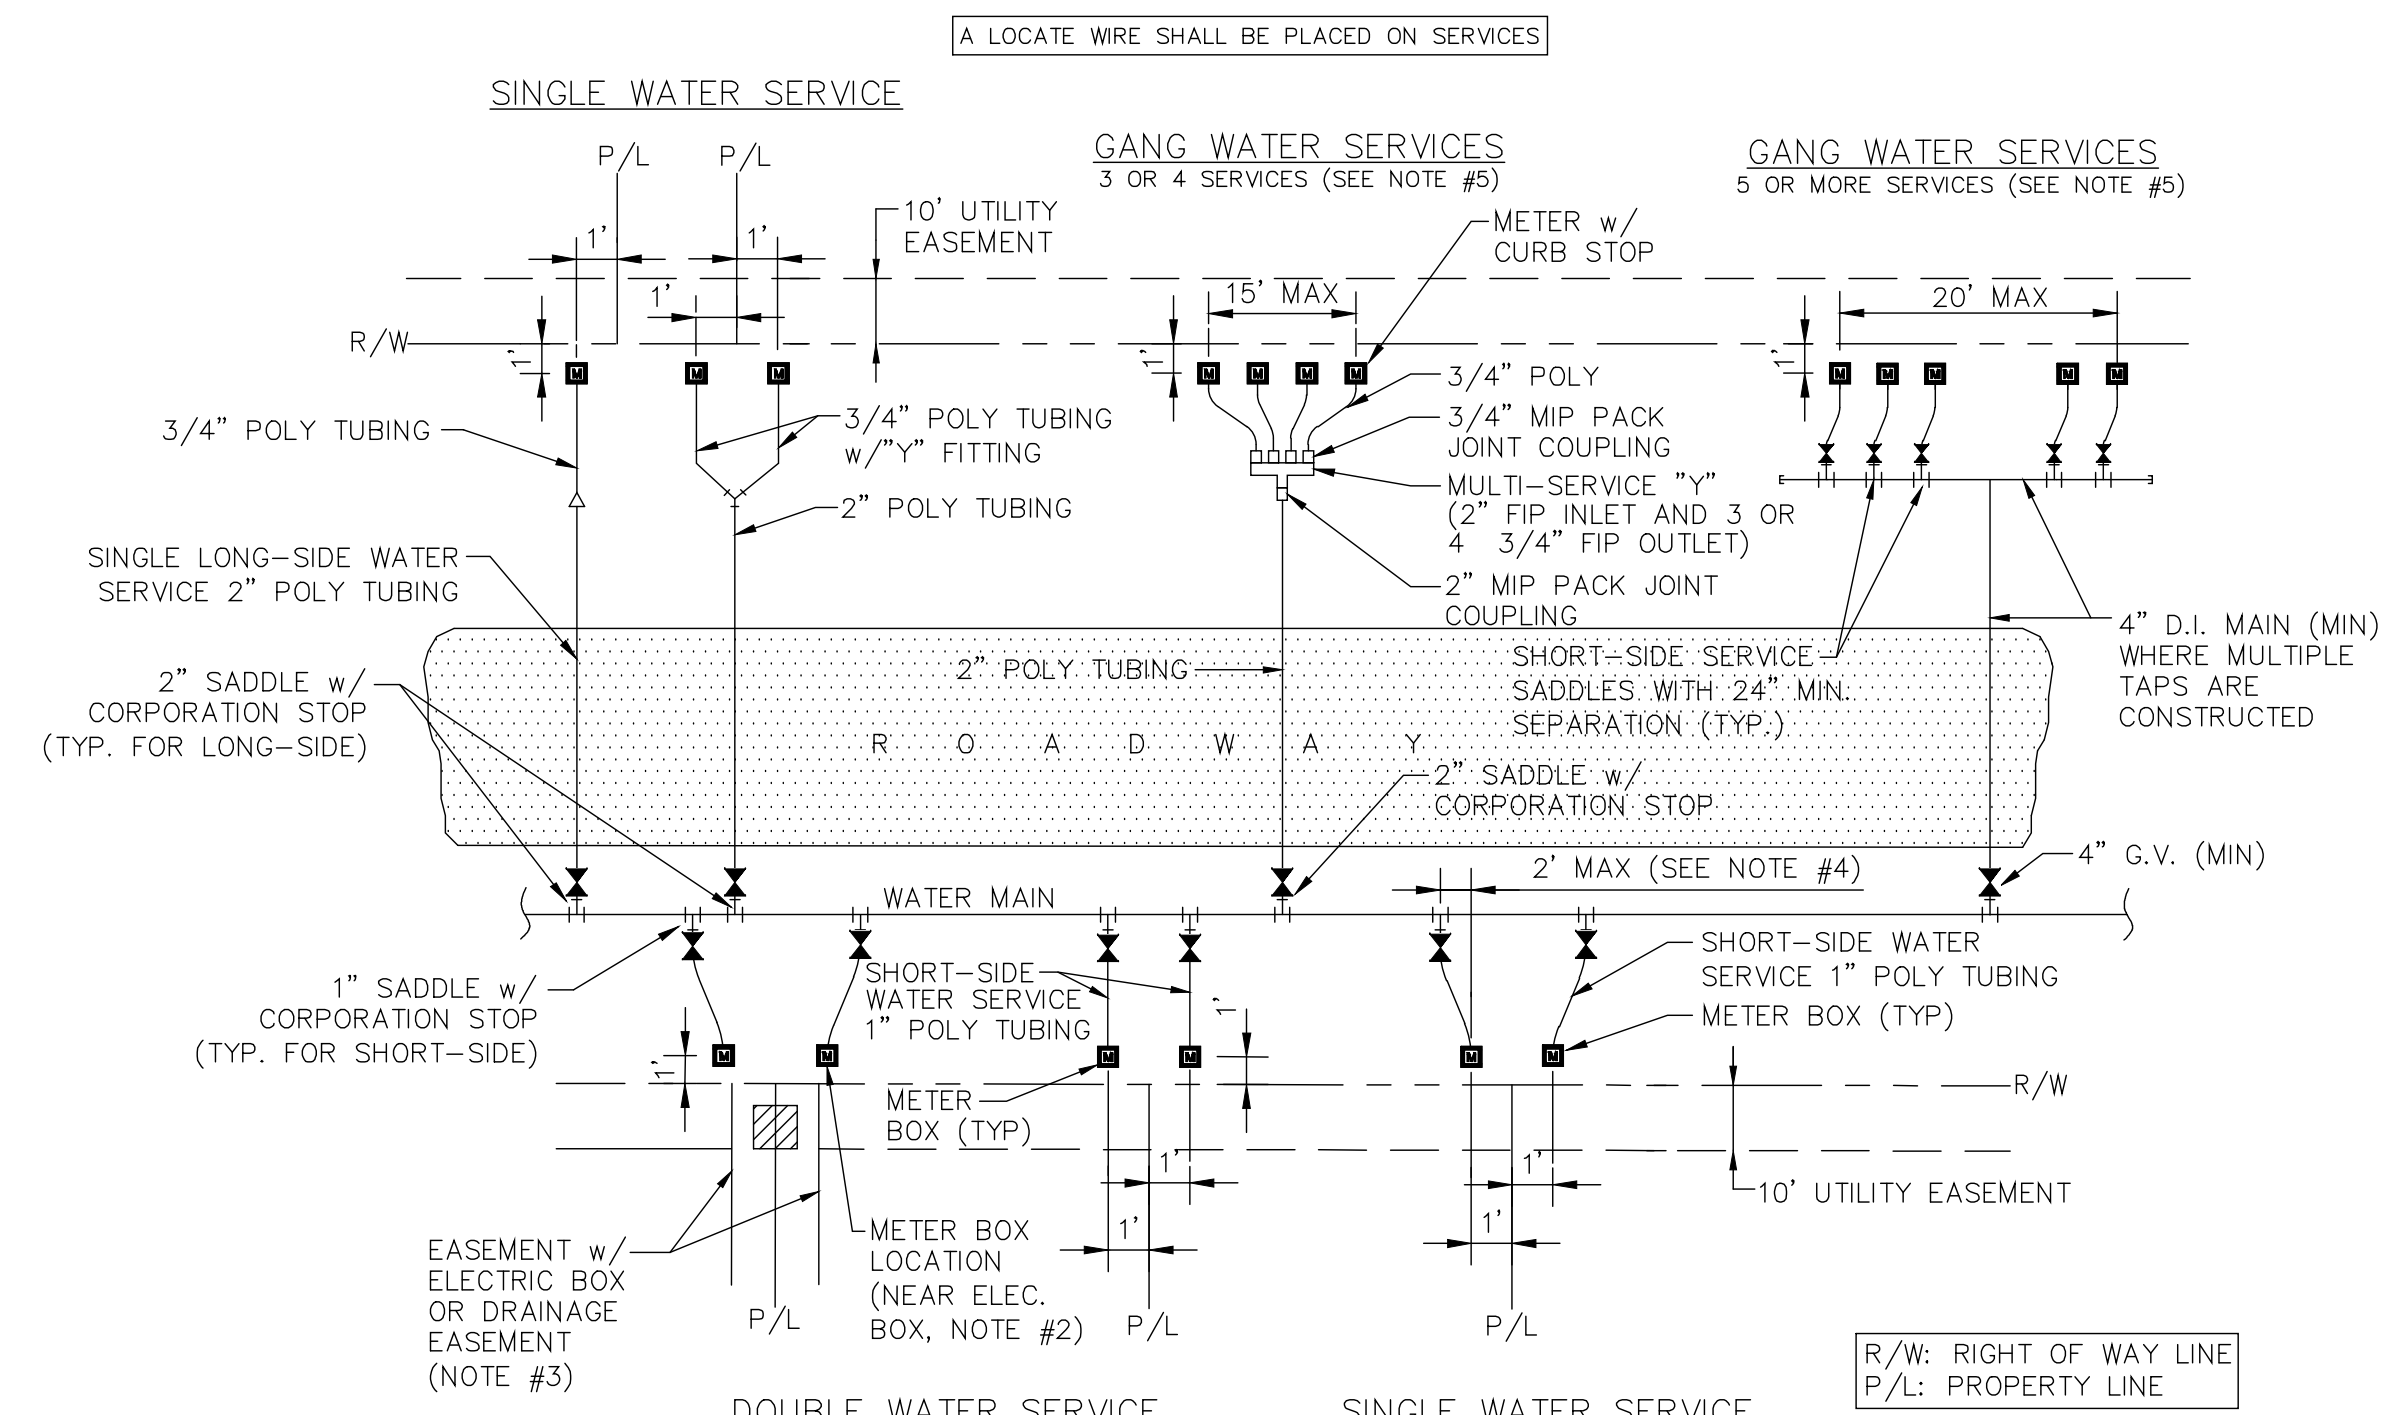 A LOCATE WIRE SHALL BE PLACED ON SERVICES
SINGLE WATER SERVICE
P/L
P/L
1'
1'
1'
10' UTILITY
EASEMENT
R/W
1'
3/4" POLY TUBING
3/4" POLY TUBING
w/"Y" FITTING
2" POLY TUBING
SINGLE LONG-SIDE WATER
SERVICE 2" POLY TUBING
2" SADDLE w/
CORPORATION STOP
(TYP. FOR LONG-SIDE)
GANG WATER SERVICES
3 OR 4 SERVICES (SEE NOTE #5)
METER w/
CURB STOP
15' MAX
1'
M
M
M
M
M
M
M
3/4" POLY
3/4" MIP PACK
JOINT COUPLING
MULTI-SERVICE "Y"
(2" FIP INLET AND 3 OR
4 3/4" FIP OUTLET)
2" MIP PACK JOINT
COUPLING
2" POLY TUBING
GANG WATER SERVICES
5 OR MORE SERVICES (SEE NOTE #5)
20' MAX
1'
M
M
M
M
M
SHORT-SIDE SERVICE
SADDLES WITH 24" MIN.
SEPARATION (TYP.)
4" D.I. MAIN (MIN)
WHERE MULTIPLE
TAPS ARE
CONSTRUCTED
R O A D W A Y
2" SADDLE w/
CORPORATION STOP
4" G.V. (MIN)
2' MAX (SEE NOTE #4)
WATER MAIN
1" SADDLE w/
CORPORATION STOP
(TYP. FOR SHORT-SIDE)
SHORT-SIDE
WATER SERVICE
1" POLY TUBING
SHORT-SIDE WATER
SERVICE 1" POLY TUBING
METER BOX (TYP)
1'
1'
M
M
M
M
M
M
METER
BOX (TYP)
R/W
1'
1'
1'
1'
10' UTILITY EASEMENT
EASEMENT w/
ELECTRIC BOX
OR DRAINAGE
EASEMENT
(NOTE #3)
P/L
METER BOX
LOCATION
(NEAR ELEC.
BOX, NOTE #2)
P/L
P/L
R/W: RIGHT OF WAY LINE
P/L: PROPERTY LINE
DOUBLE WATER SERVICE
SINGLE WATER SERVICE